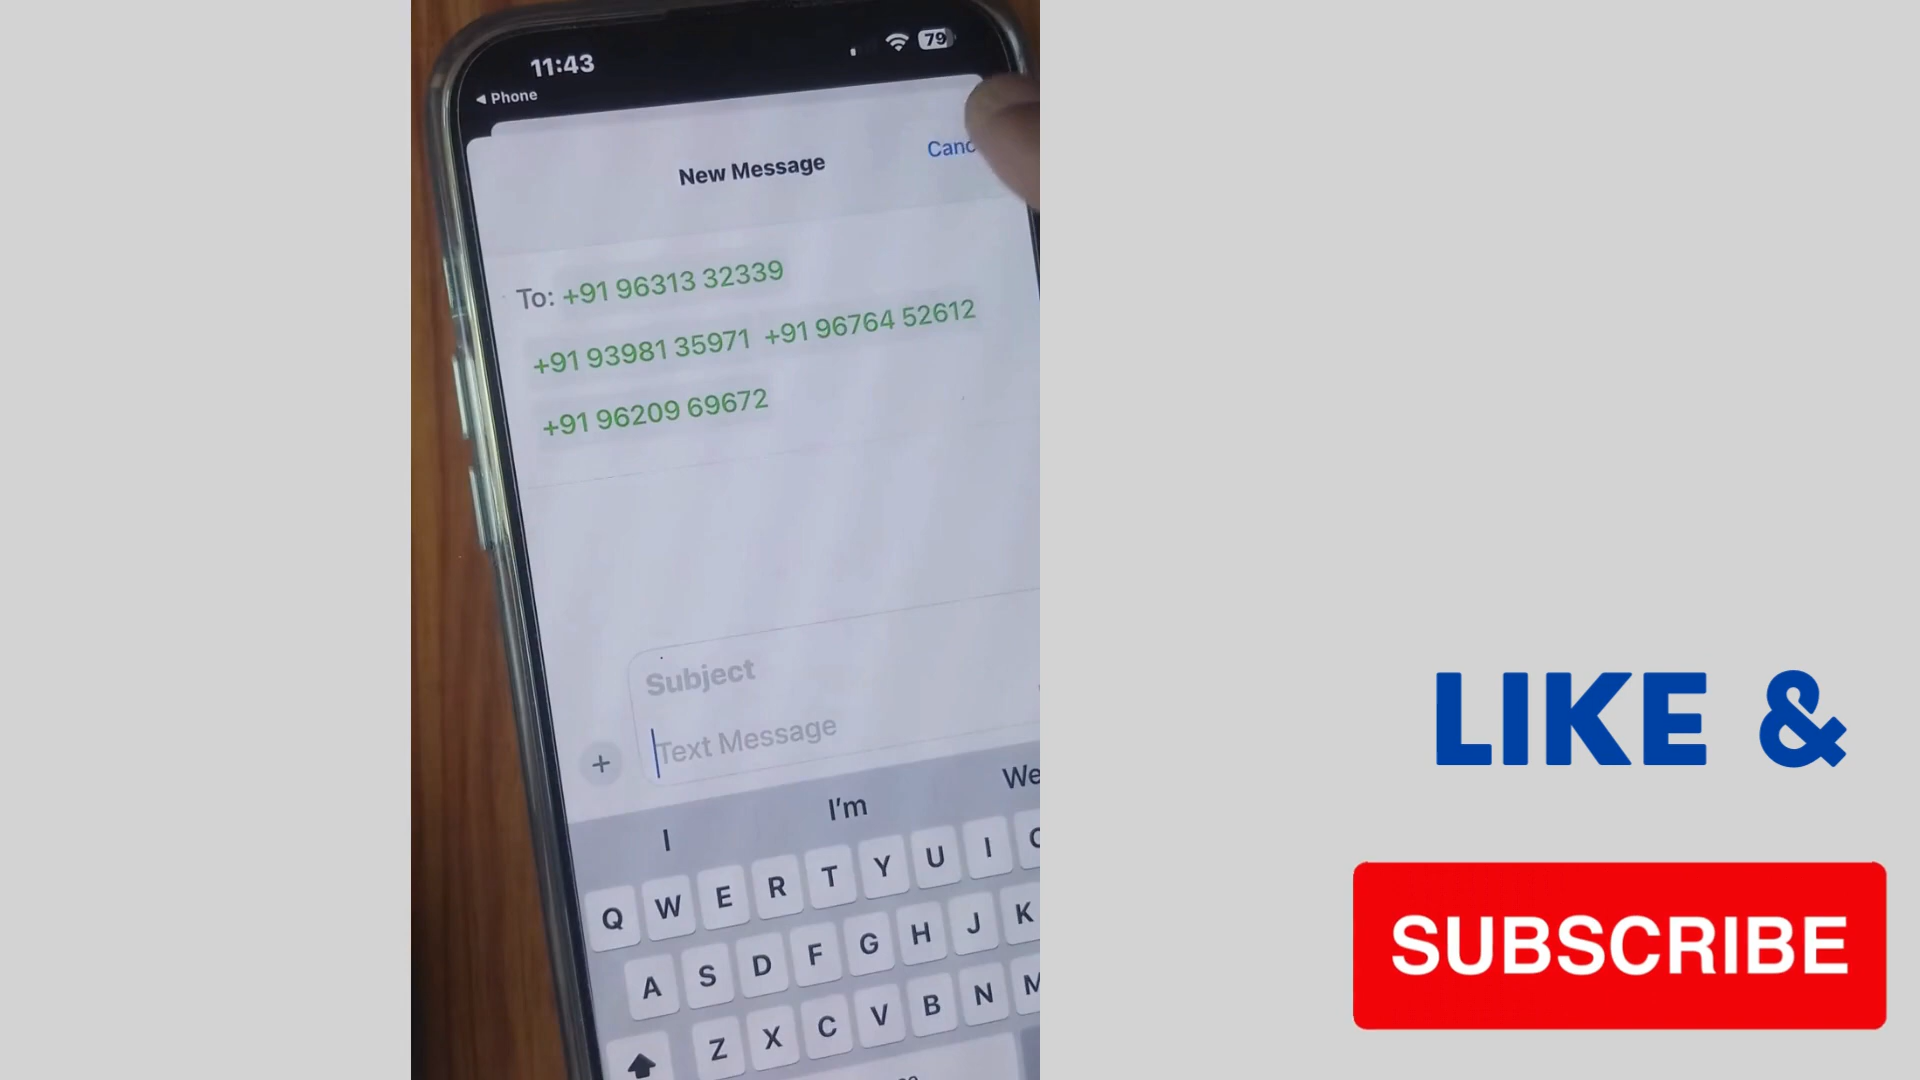 11:43
79
◀ Phone
New Message
To: +91 96313 32339
+91 93981 35971 +91 96764 52612
+91 96209 69672
Subject
Text Message
+
I I'm We
Q W E R T Y U I
A S D F G H J K
Z X C V B N M
LIKE &
SUBSCRIBE